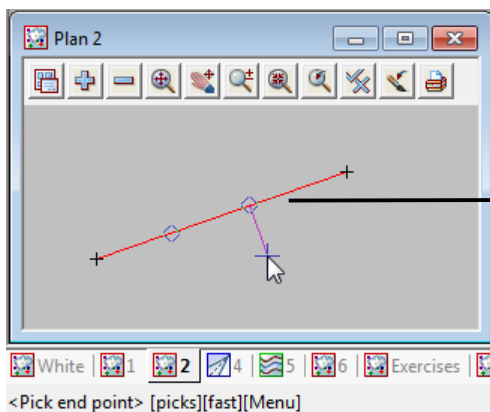 Plan 2
White 1 2 4 5 6 Exercises
<Pick end point> [picks][fast][Menu]